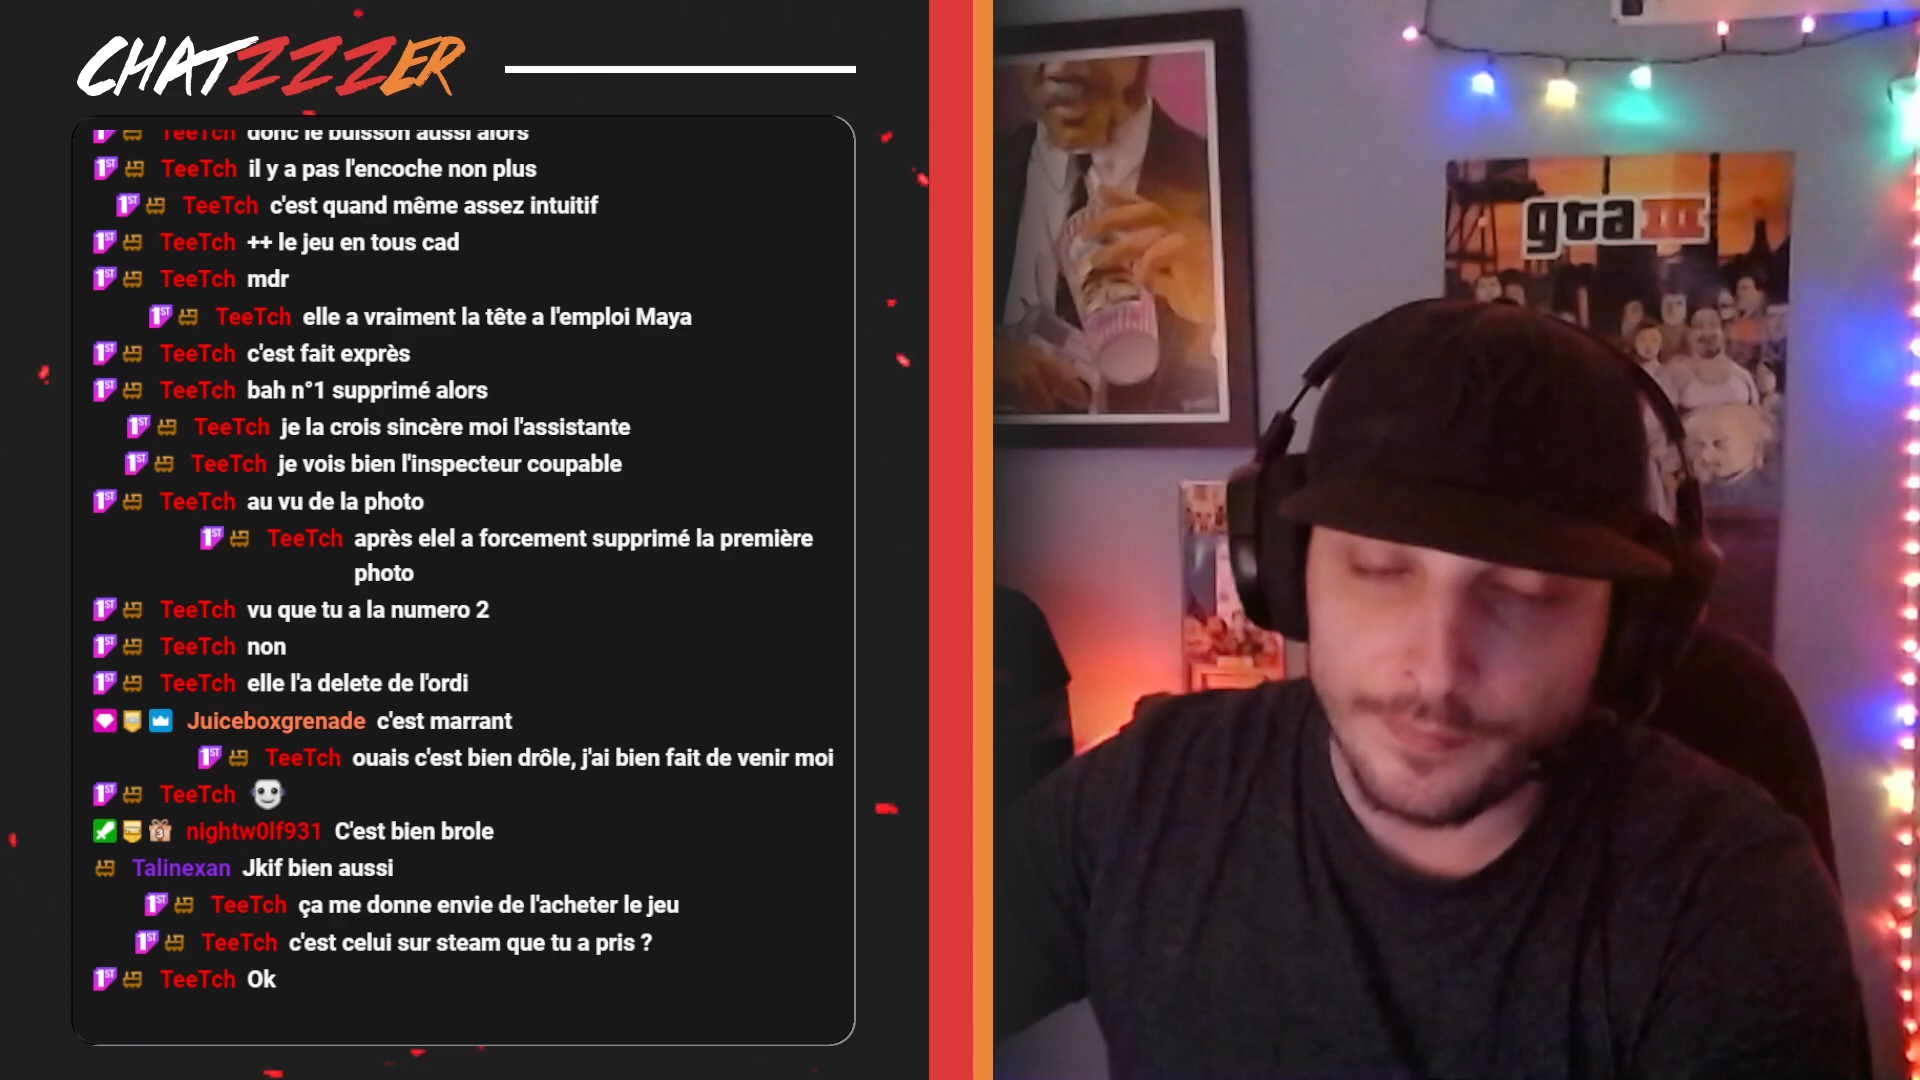 CHATZZZER
TeeTch donc le buisson aussi alors
TeeTch il y a pas l'encoche non plus
TeeTch c'est quand même assez intuitif
TeeTch ++ le jeu en tous cad
TeeTch mdr
TeeTch elle a vraiment la tête a l'emploi Maya
TeeTch c'est fait exprès
TeeTch bah n°1 supprimé alors
TeeTch je la crois sincère moi l'assistante
TeeTch je vois bien l'inspecteur coupable
TeeTch au vu de la photo
TeeTch après elel a forcement supprimé la première
photo
TeeTch vu que tu a la numero 2
TeeTch non
TeeTch elle l'a delete de l'ordi
Juiceboxgrenade c'est marrant
TeeTch ouais c'est bien drôle, j'ai bien fait de venir moi
TeeTch
nightw0lf931 C'est bien brole
Talinexan Jkif bien aussi
TeeTch ça me donne envie de l'acheter le jeu
TeeTch c'est celui sur steam que tu a pris ?
TeeTch Ok
gta III